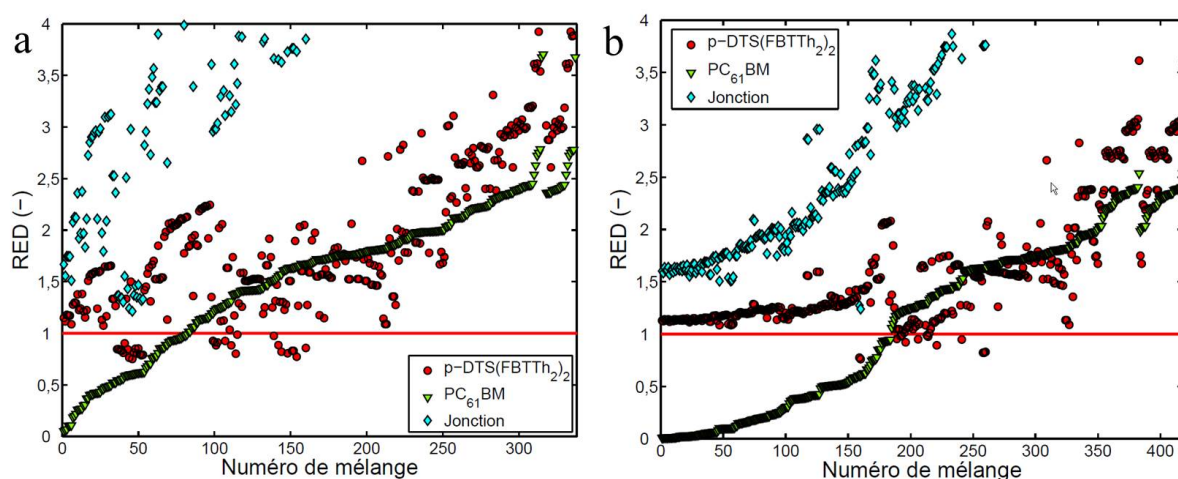 a
4
3,5
3
2,5
2
1,5
1
0,5
0
RED (−)
0 50 100 150 200 250 300
Numéro de mélange
p−DTS(FBTTh2)2
PC61BM
Jonction
b
4
3,5
3
2,5
2
1,5
1
0,5
0
RED (−)
0 50 100 150 200 250 300 350 400
Numéro de mélange
p−DTS(FBTTh2)2
PC61BM
Jonction